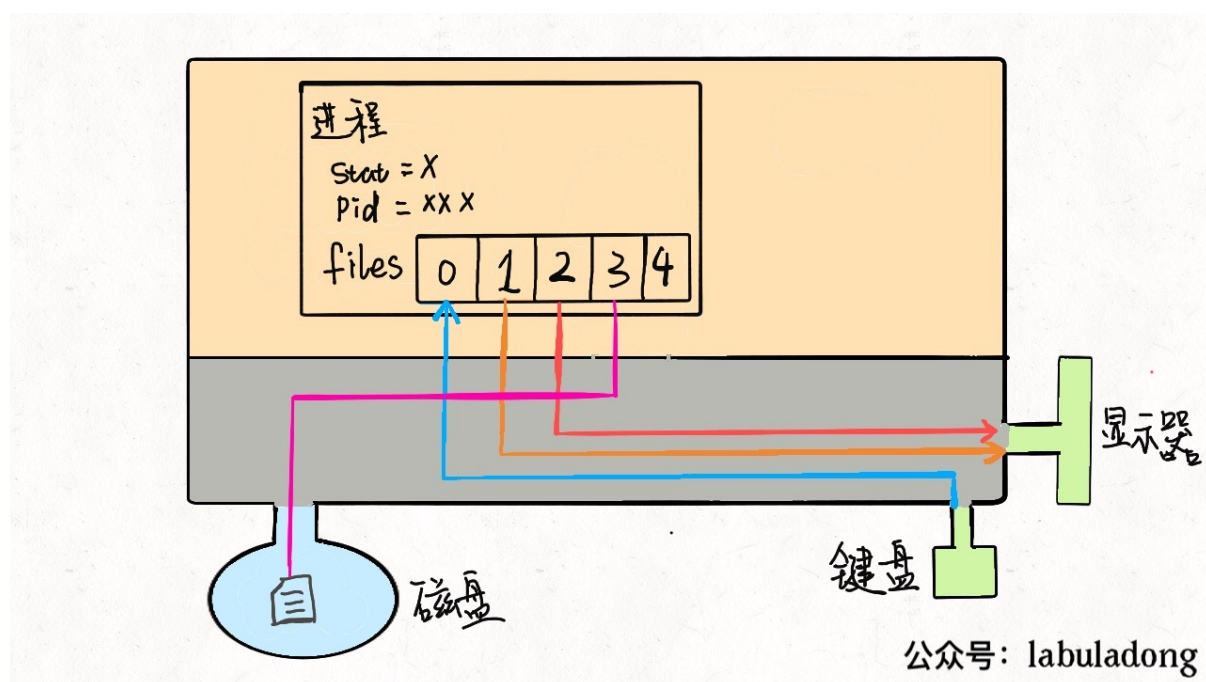 进程
Stat = X
Pid = XXX
files 0 1 2 3 4
显示器
键盘
磁盘
公众号：labuladong